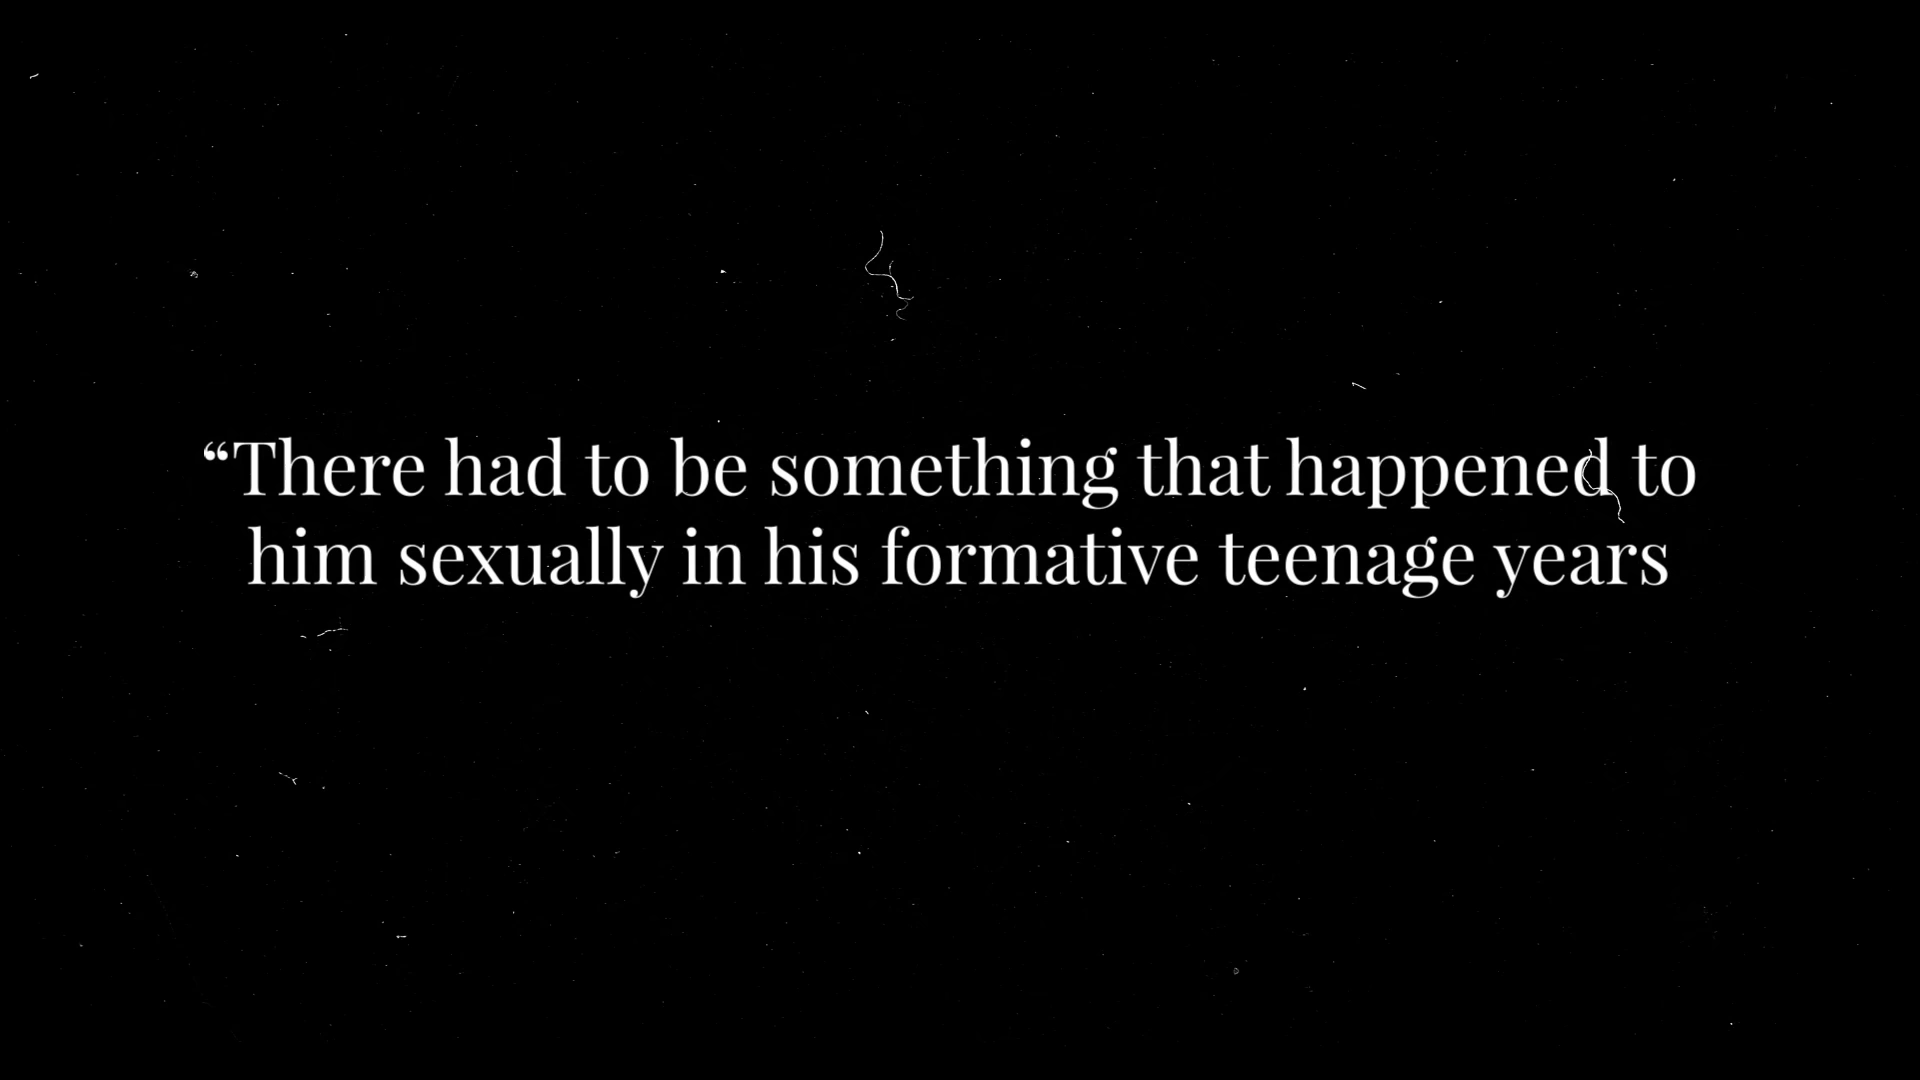 “There had to be something that happened to
him sexually in his formative teenage years